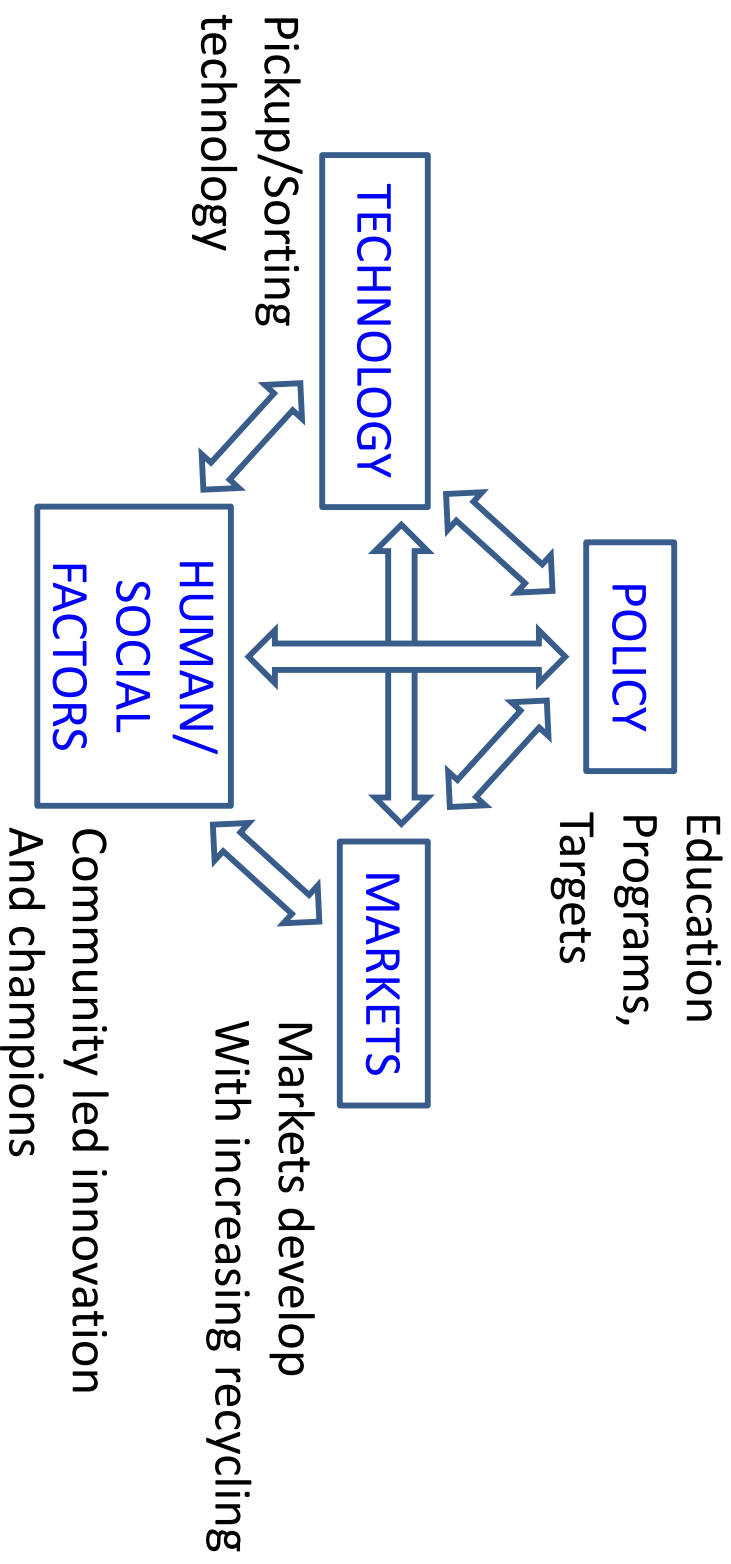 POLICY
Education
Programs,
Targets
TECHNOLOGY
Pickup/Sorting
technology
MARKETS
Markets develop
With increasing recycling
HUMAN/
SOCIAL
FACTORS
Community led innovation
And champions